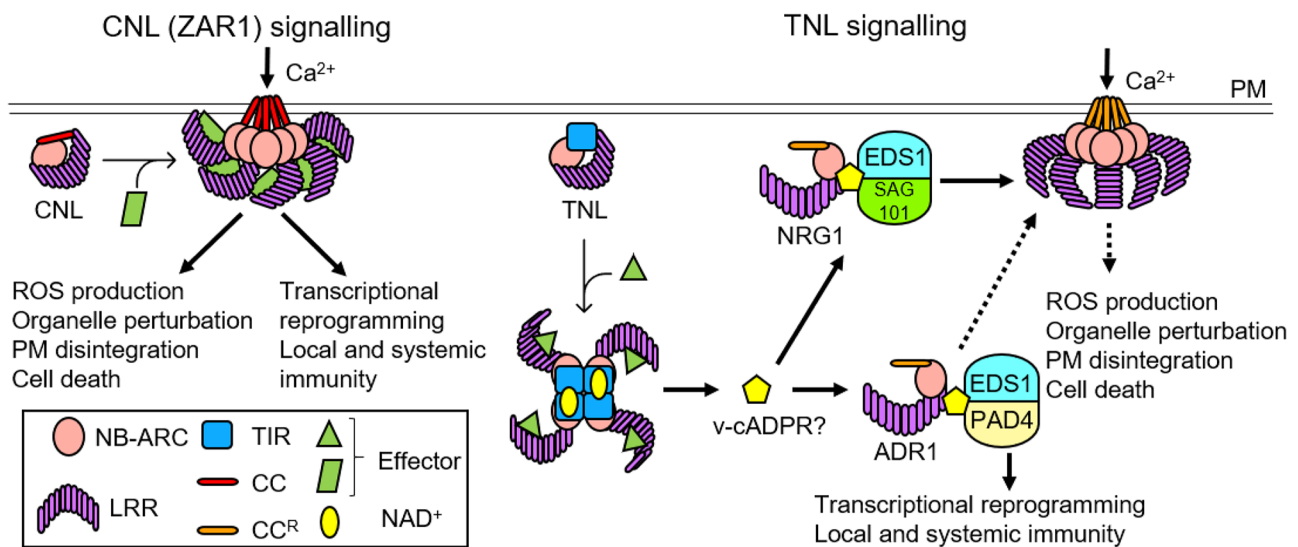 CNL (ZAR1) signalling
TNL signalling
Ca²⁺
Ca²⁺
PM
CNL
TNL
NRG1
EDS1
SAG
101
ROS production
Organelle perturbation
PM disintegration
Cell death
Transcriptional
reprogramming
Local and systemic
immunity
v-cADPR?
ADR1
EDS1
PAD4
ROS production
Organelle perturbation
PM disintegration
Cell death
Transcriptional reprogramming
Local and systemic immunity
NB-ARC
TIR
Effector
LRR
CC
CCᴿ
NAD⁺